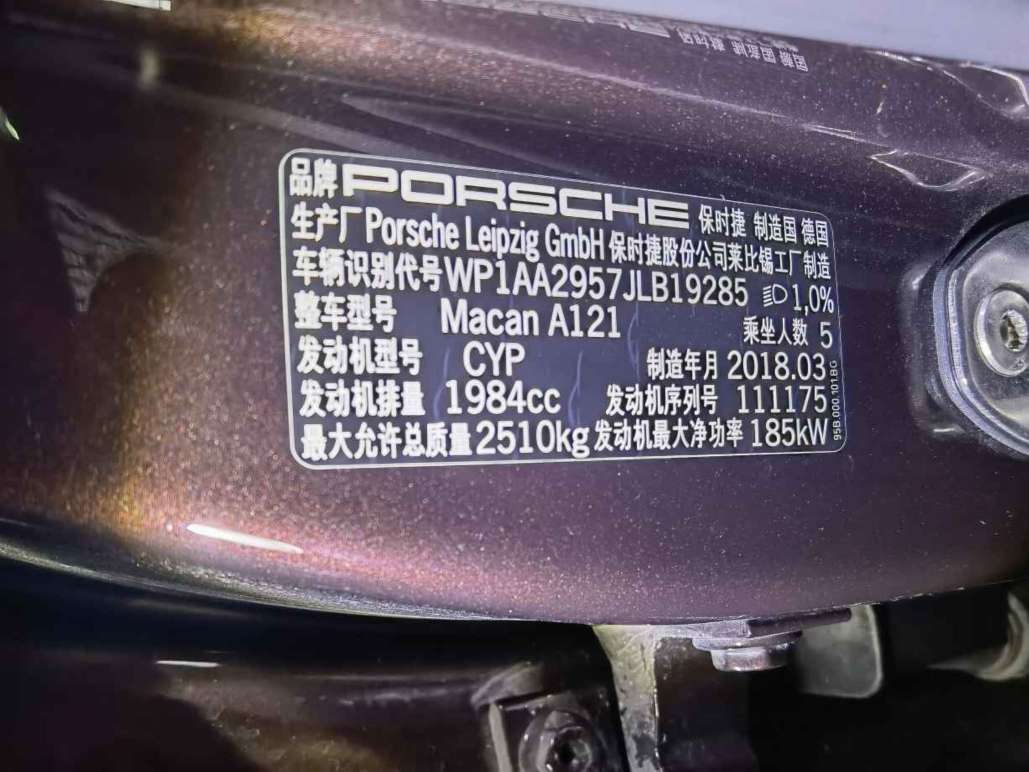 品牌 PORSCHE 保时捷 制造国 德国
生产厂 Porsche Leipzig GmbH 保时捷股份公司莱比锡工厂制造
车辆识别代号 WP1AA2957JLB19285 1,0%
整车型号 Macan A121 乘坐人数 5
发动机型号 CYP 制造年月 2018.03
发动机排量 1984cc 发动机序列号 111175
最大允许总质量 2510kg 发动机最大净功率 185kW
95B.000.101.BG